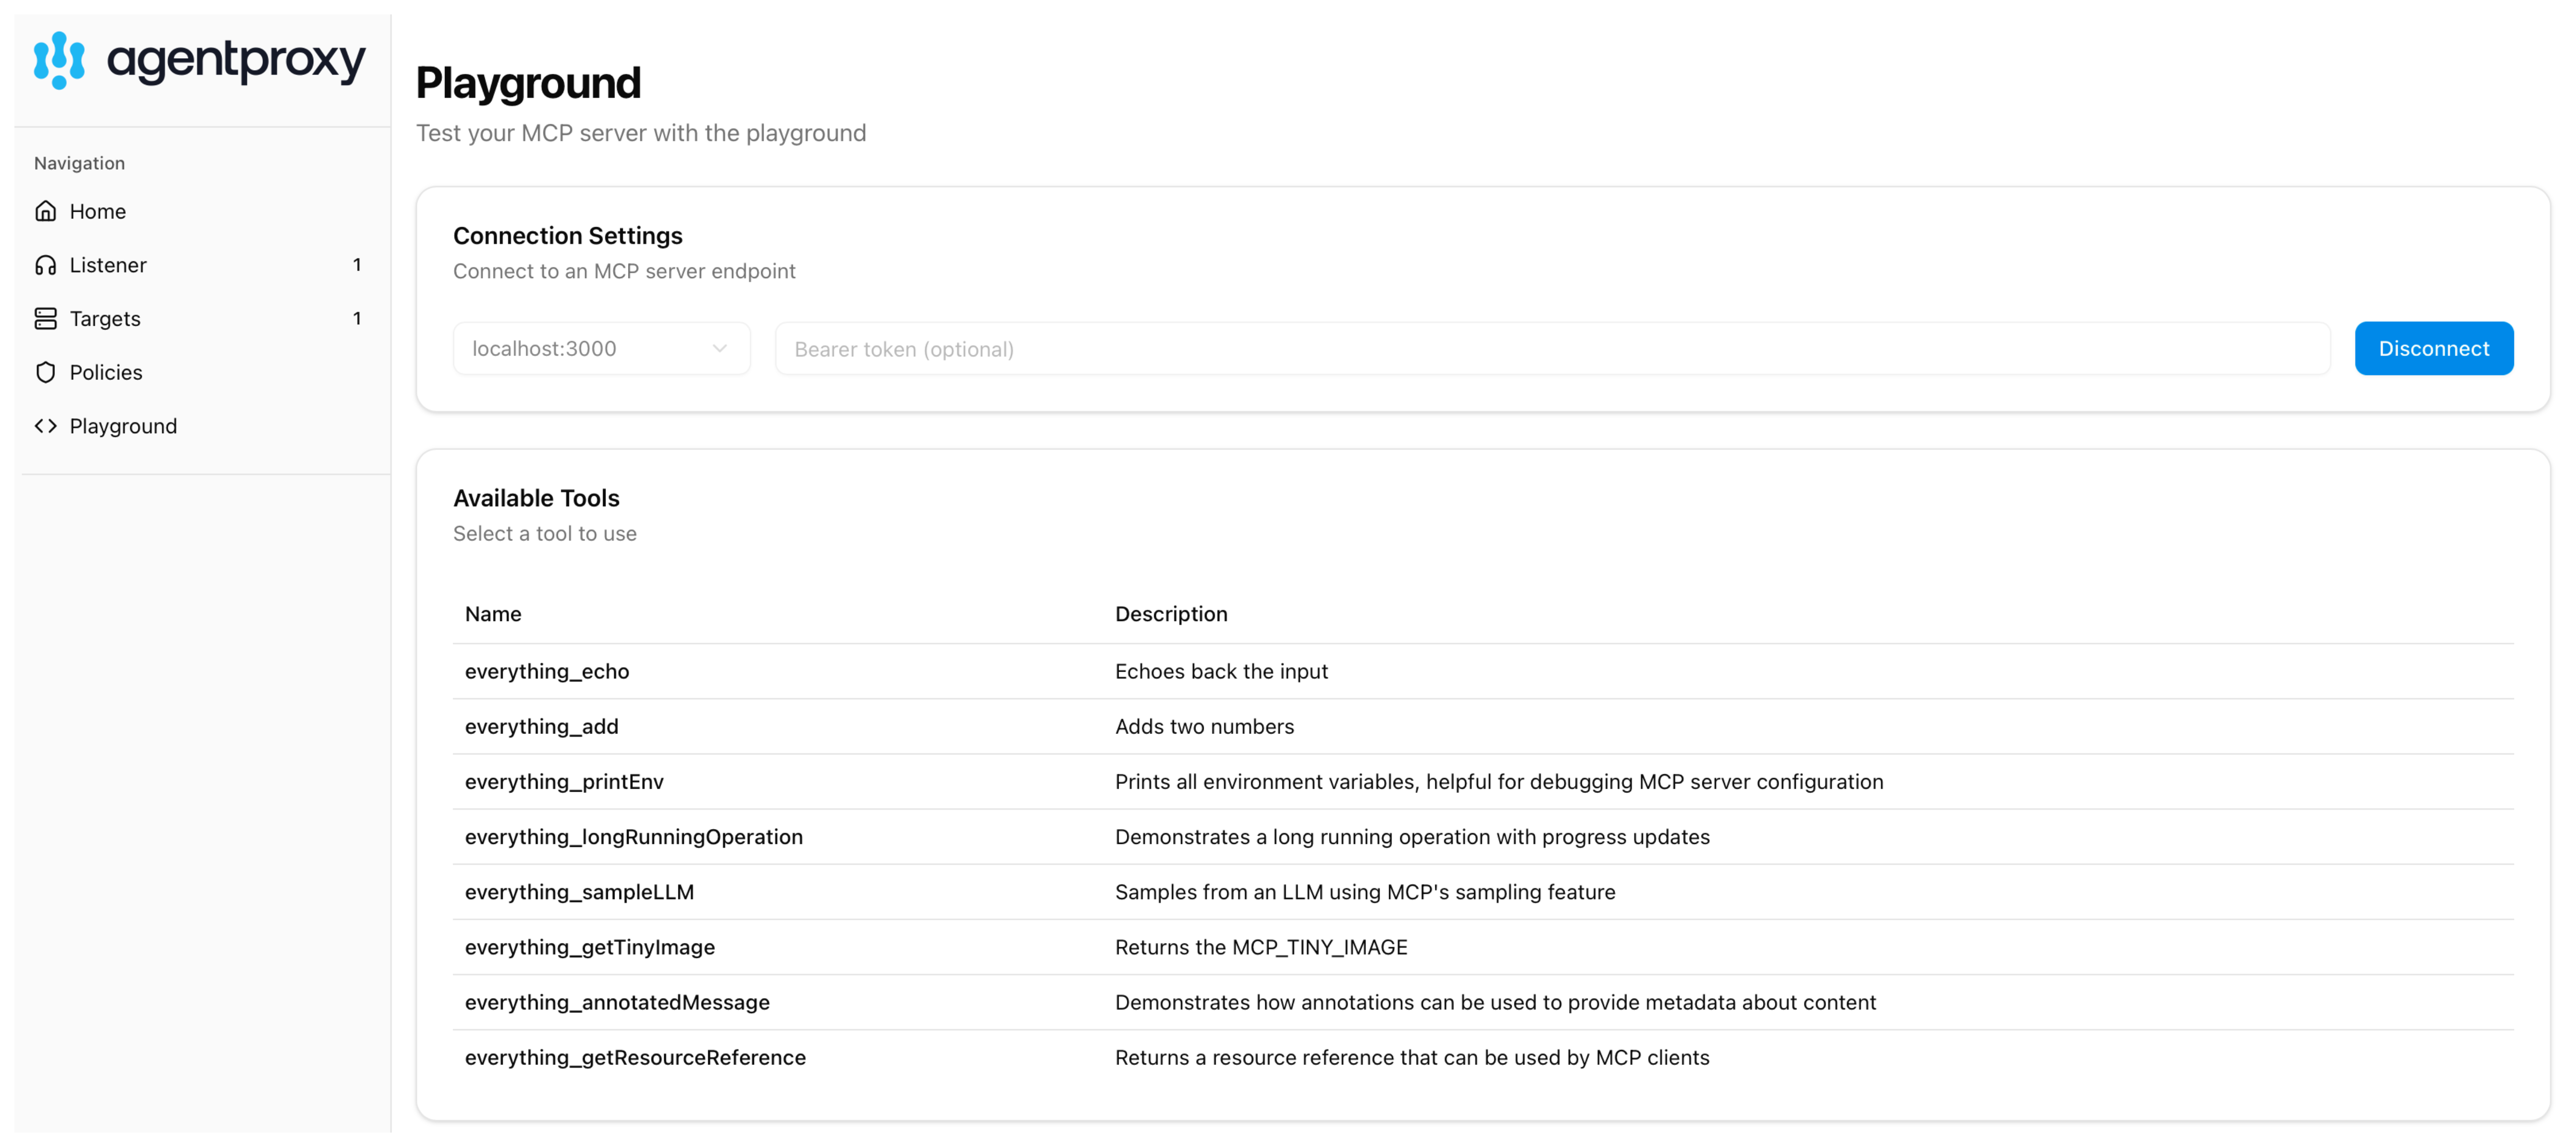 agentproxy
Navigation
Home
Listener 1
Targets 1
Policies
Playground
Playground
Test your MCP server with the playground
Connection Settings
Connect to an MCP server endpoint
localhost:3000 Bearer token (optional) Disconnect
Available Tools
Select a tool to use
Name Description
everything_echo Echoes back the input
everything_add Adds two numbers
everything_printEnv Prints all environment variables, helpful for debugging MCP server configuration
everything_longRunningOperation Demonstrates a long running operation with progress updates
everything_sampleLLM Samples from an LLM using MCP's sampling feature
everything_getTinyImage Returns the MCP_TINY_IMAGE
everything_annotatedMessage Demonstrates how annotations can be used to provide metadata about content
everything_getResourceReference Returns a resource reference that can be used by MCP clients